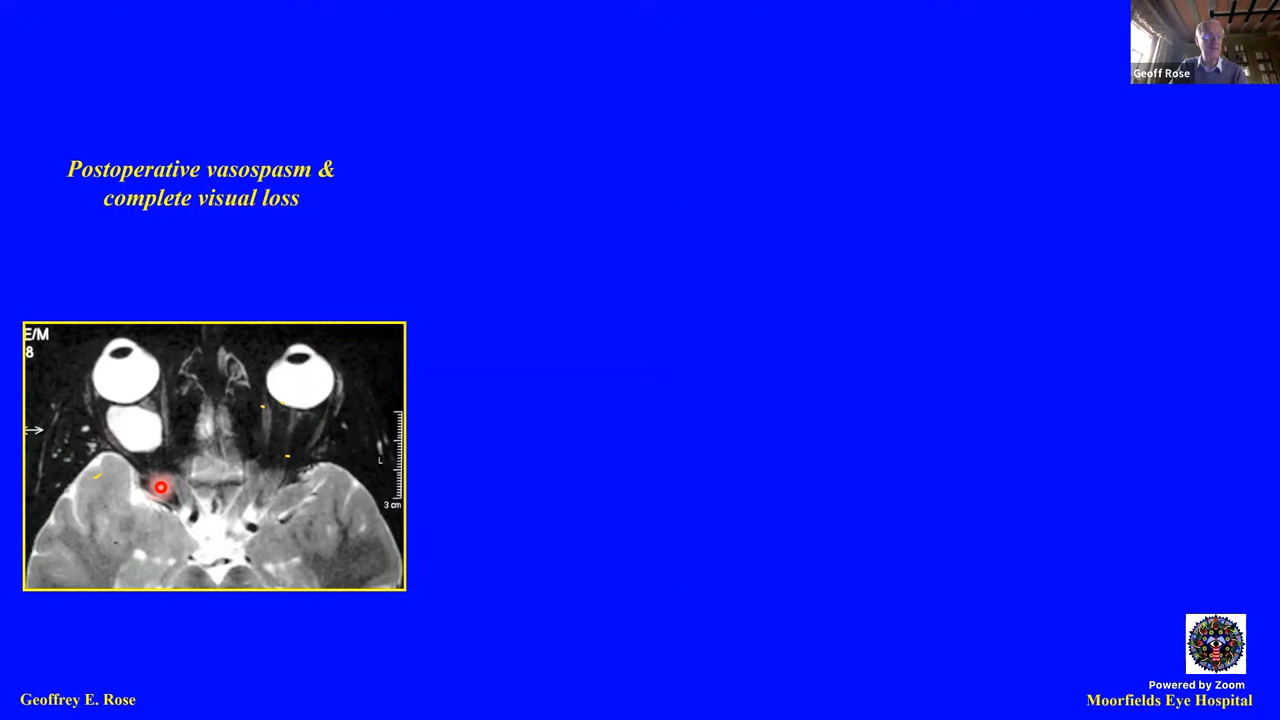 Geoff Rose
Postoperative vasospasm &
complete visual loss
E/M
8
L
3 cm
Powered by Zoom
Geoffrey E. Rose
Moorfields Eye Hospital